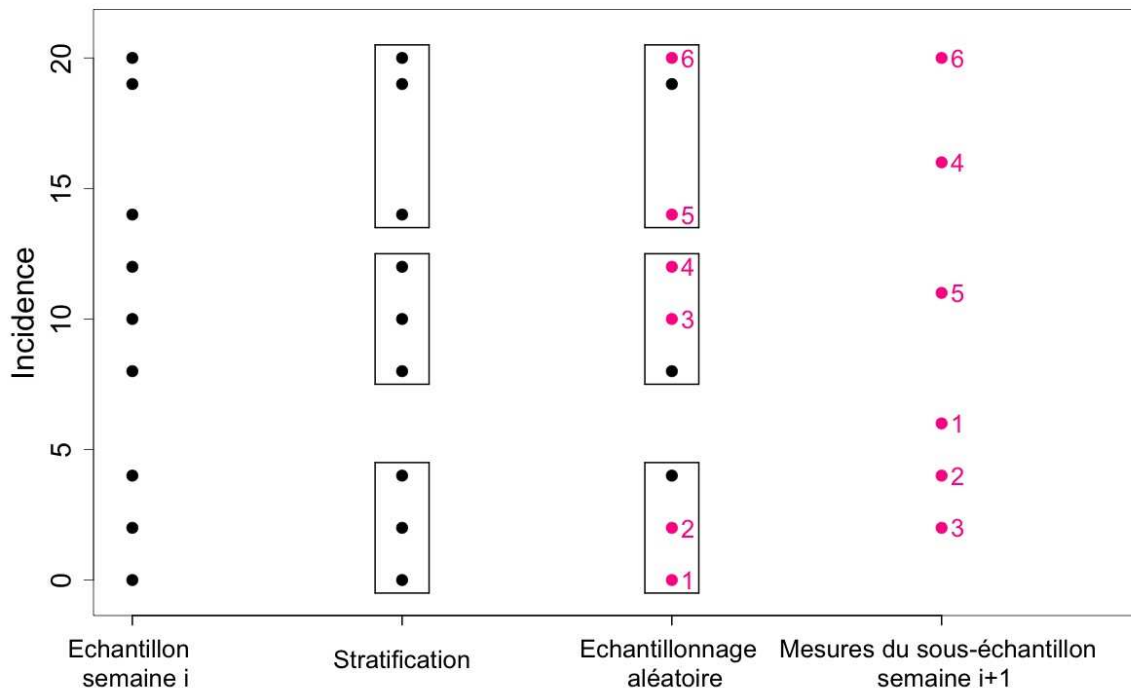 Incidence
20
15
10
5
0
6
5
4
3
2
1
6
4
5
1
2
3
Echantillon
semaine i
Stratification
Echantillonnage
aléatoire
Mesures du sous-échantillon
semaine i+1